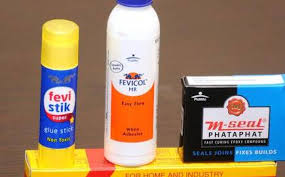 fevi
stik
super
glue stick
Non Toxic
FEVICOL
MR
Easy Flow
White
Adhesive
Pidilite
m-seaL
PHATAPHAT
FAST CURING EPOXY COMPOUND
SEALS JOINS FIXES BUILDS
FOR HOME AND INDUSTRY